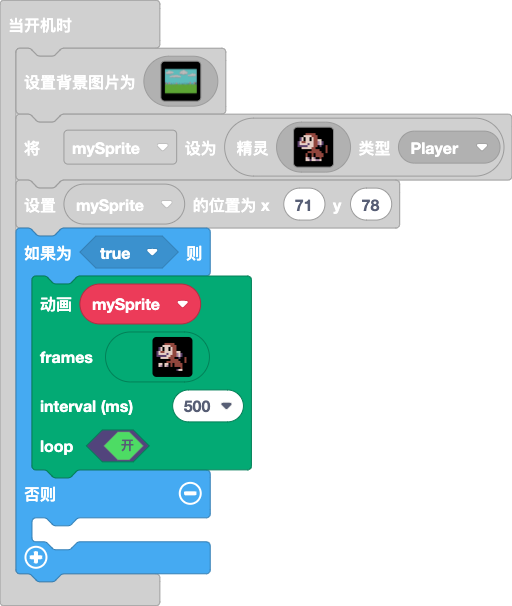 当开机时
设置背景图片为
将 mySprite 设为 精灵 类型 Player
设置 mySprite 的位置为 x 71 y 78
如果为 true 则
动画 mySprite
frames
interval (ms) 500
loop 开
否则